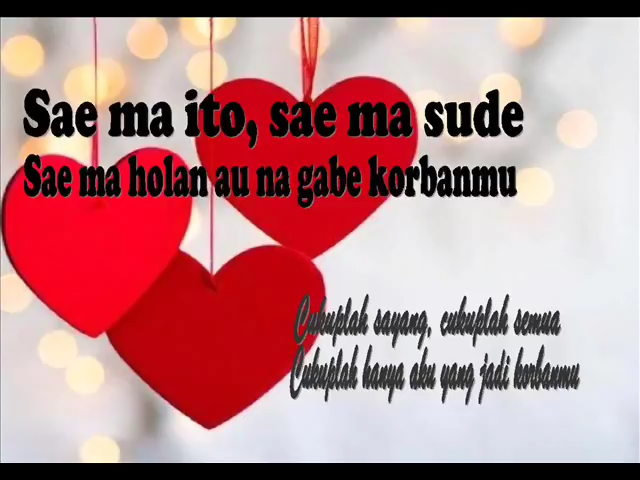 Sae ma ito, sae ma sude
Sae ma holan au na gabe korbanmu
Cukuplah sayang, cukuplah semua
Cukuplah hanya aku yang jadi korbanmu